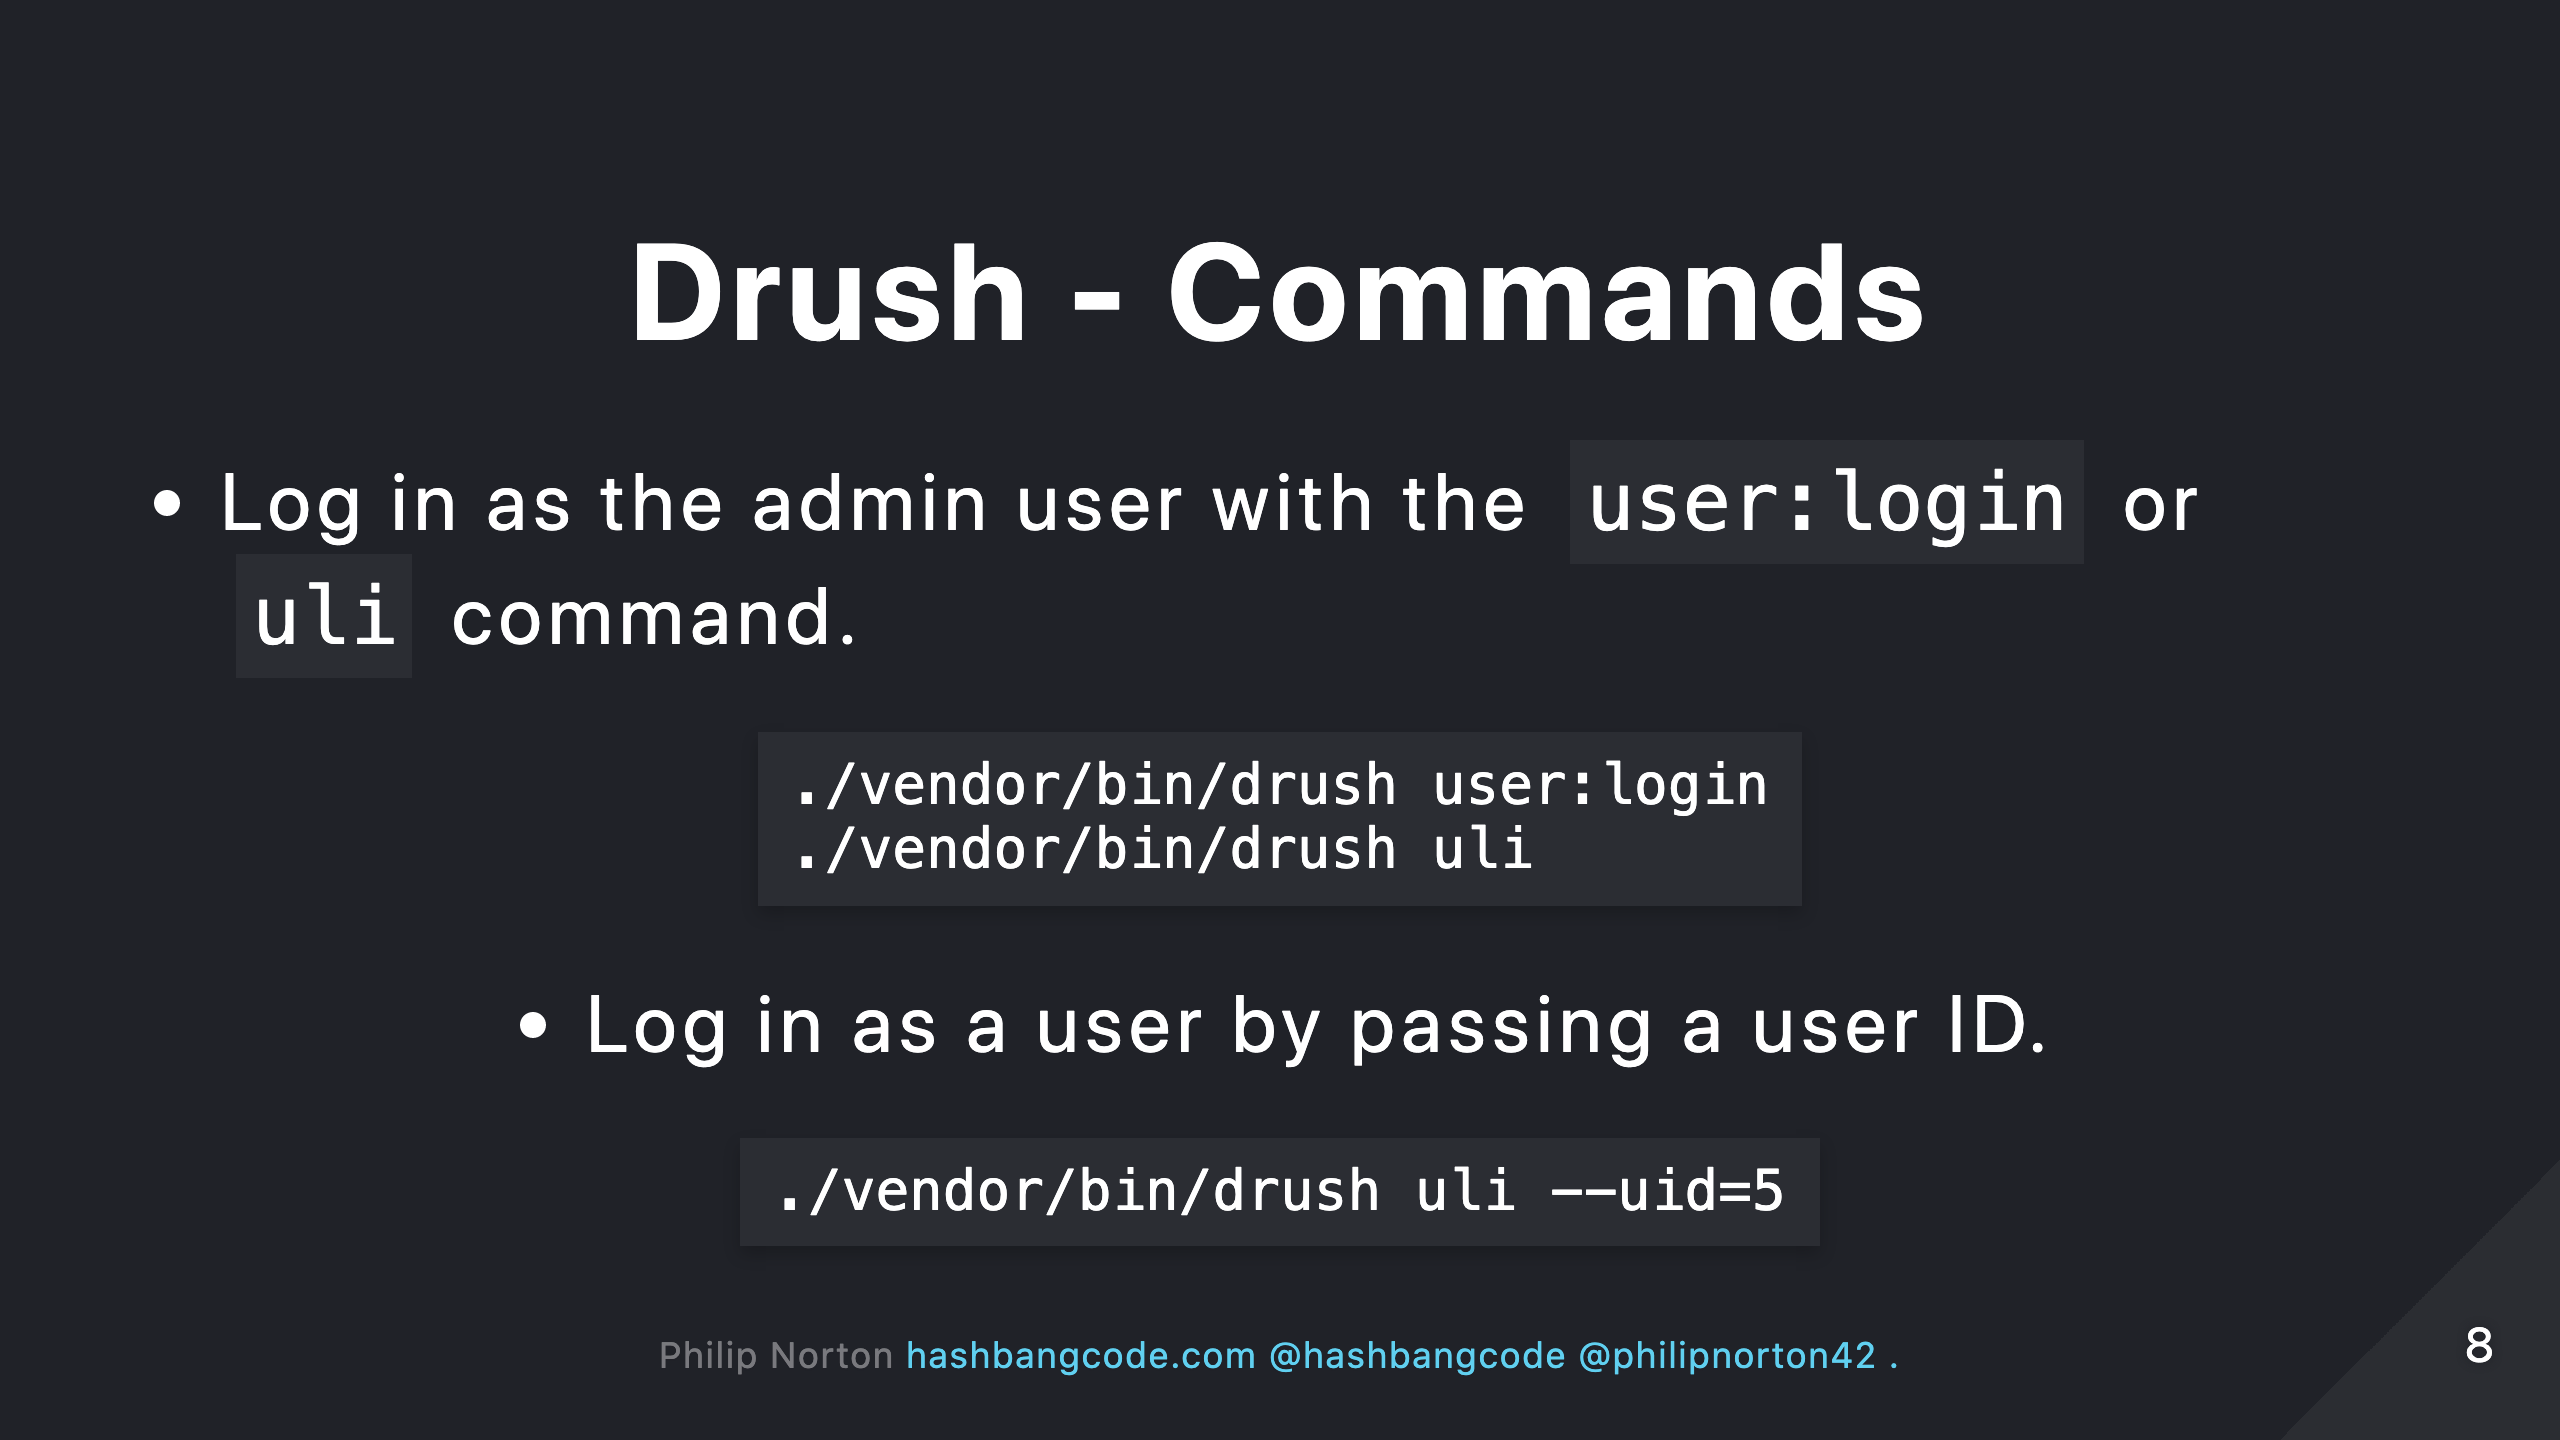 Drush - Commands
• Log in as the admin user with the user:login or
uli command.
./vendor/bin/drush user:login
./vendor/bin/drush uli
• Log in as a user by passing a user ID.
./vendor/bin/drush uli --uid=5
Philip Norton hashbangcode.com @hashbangcode @philipnorton42 .
8